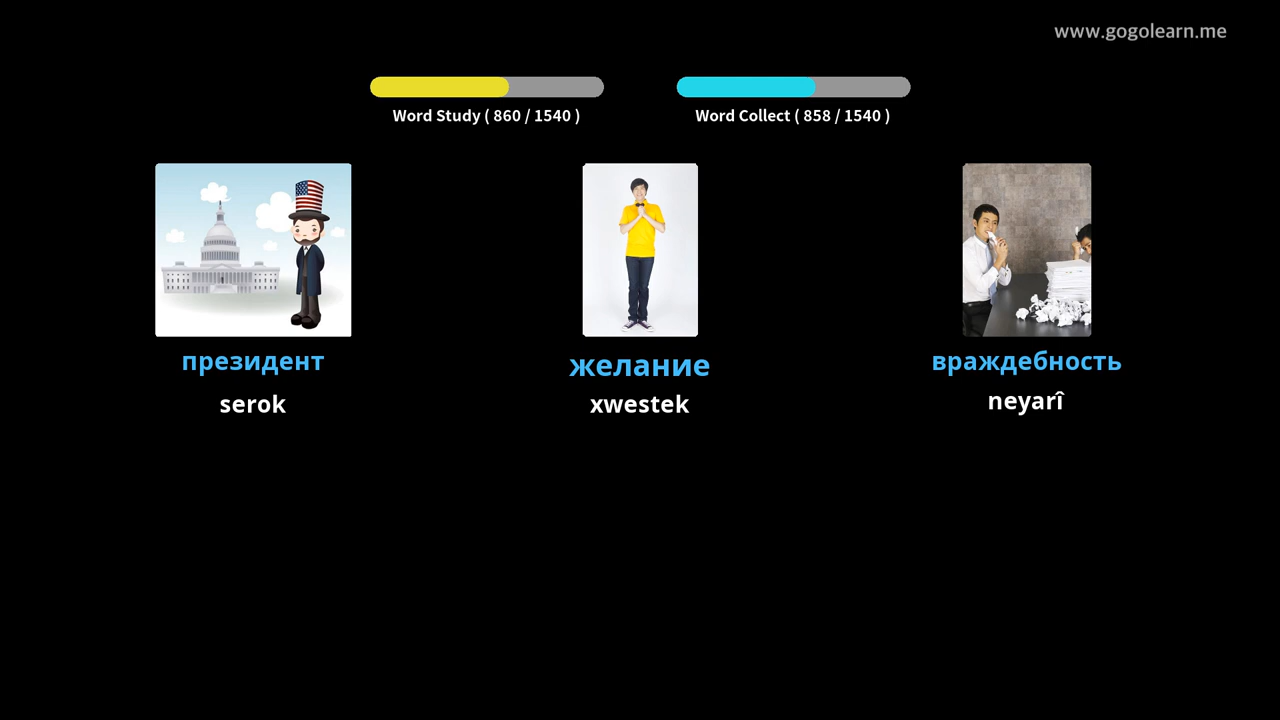 www.gogolearn.me
Word Study ( 860 / 1540 )
Word Collect ( 858 / 1540 )
президент
желание
враждебность
serok
xwestek
neyarî